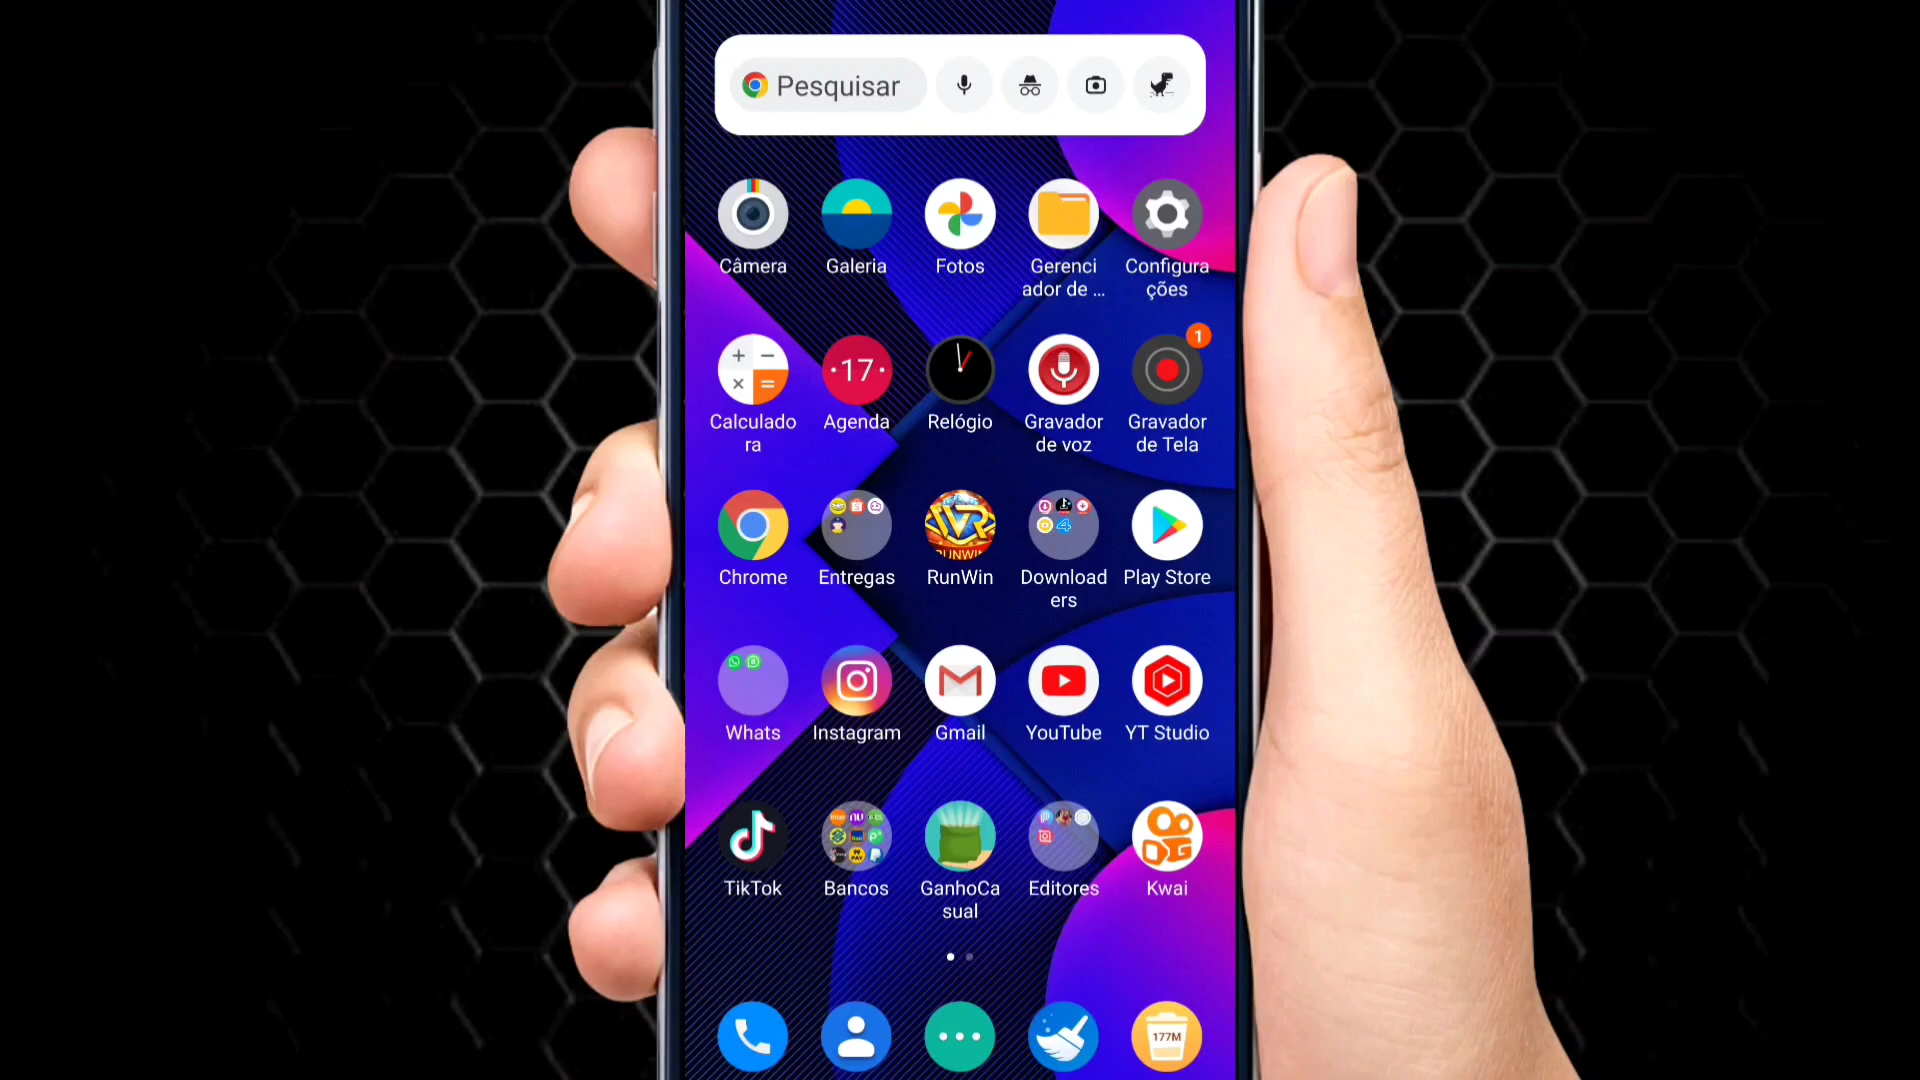 Pesquisar
Câmera
Galeria
Fotos
Gerenci
ador de ...
Configura
ções
1
17
Calculado
ra
Agenda
Relógio
Gravador
de voz
Gravador
de Tela
RUNWIN
Chrome
Entregas
RunWin
Download
ers
Play Store
Whats
Instagram
Gmail
YouTube
YT Studio
TikTok
Bancos
GanhoCa
sual
Editores
Kwai
177M